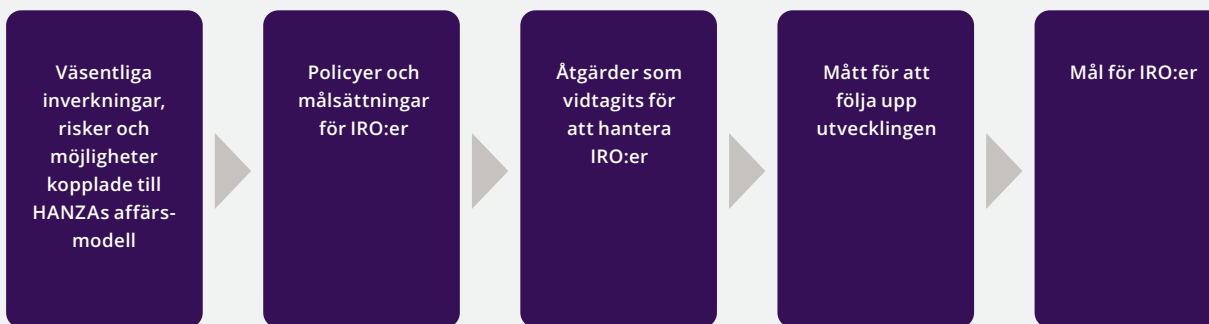 Väsentliga
inverkningar,
risker och
möjligheter
kopplade till
HANZAs affärs-
modell
Policyer och
målsättningar
för IRO:er
Åtgärder som
vidtagits för
att hantera
IRO:er
Mått för att
följa upp
utvecklingen
Mål för IRO:er